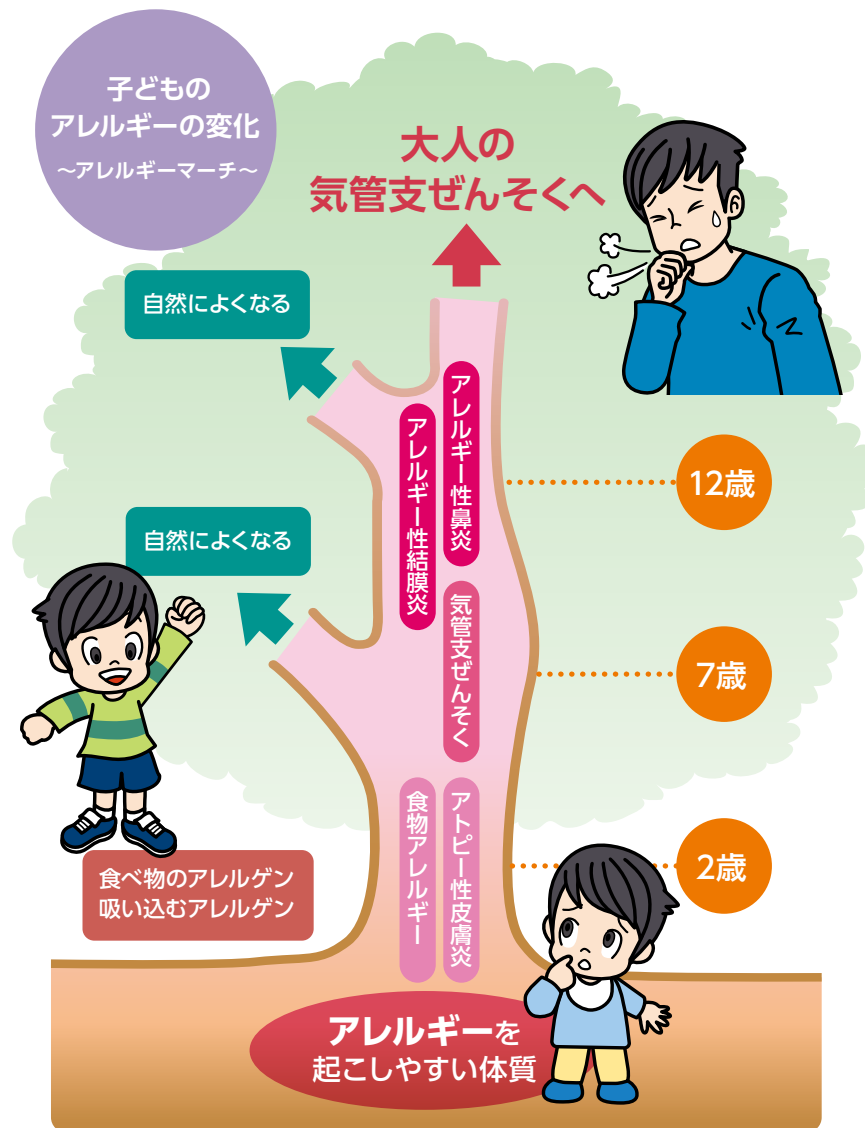 子どもの
アレルギーの変化
～アレルギーマーチ～
大人の
気管支ぜんそくへ
自然によくなる
アレルギー性鼻炎
アレルギー性結膜炎
12歳
自然によくなる
気管支ぜんそく
7歳
アトピー性皮膚炎
食物アレルギー
2歳
食べ物のアレルゲン
吸い込むアレルゲン
アレルギーを
起こしやすい体質